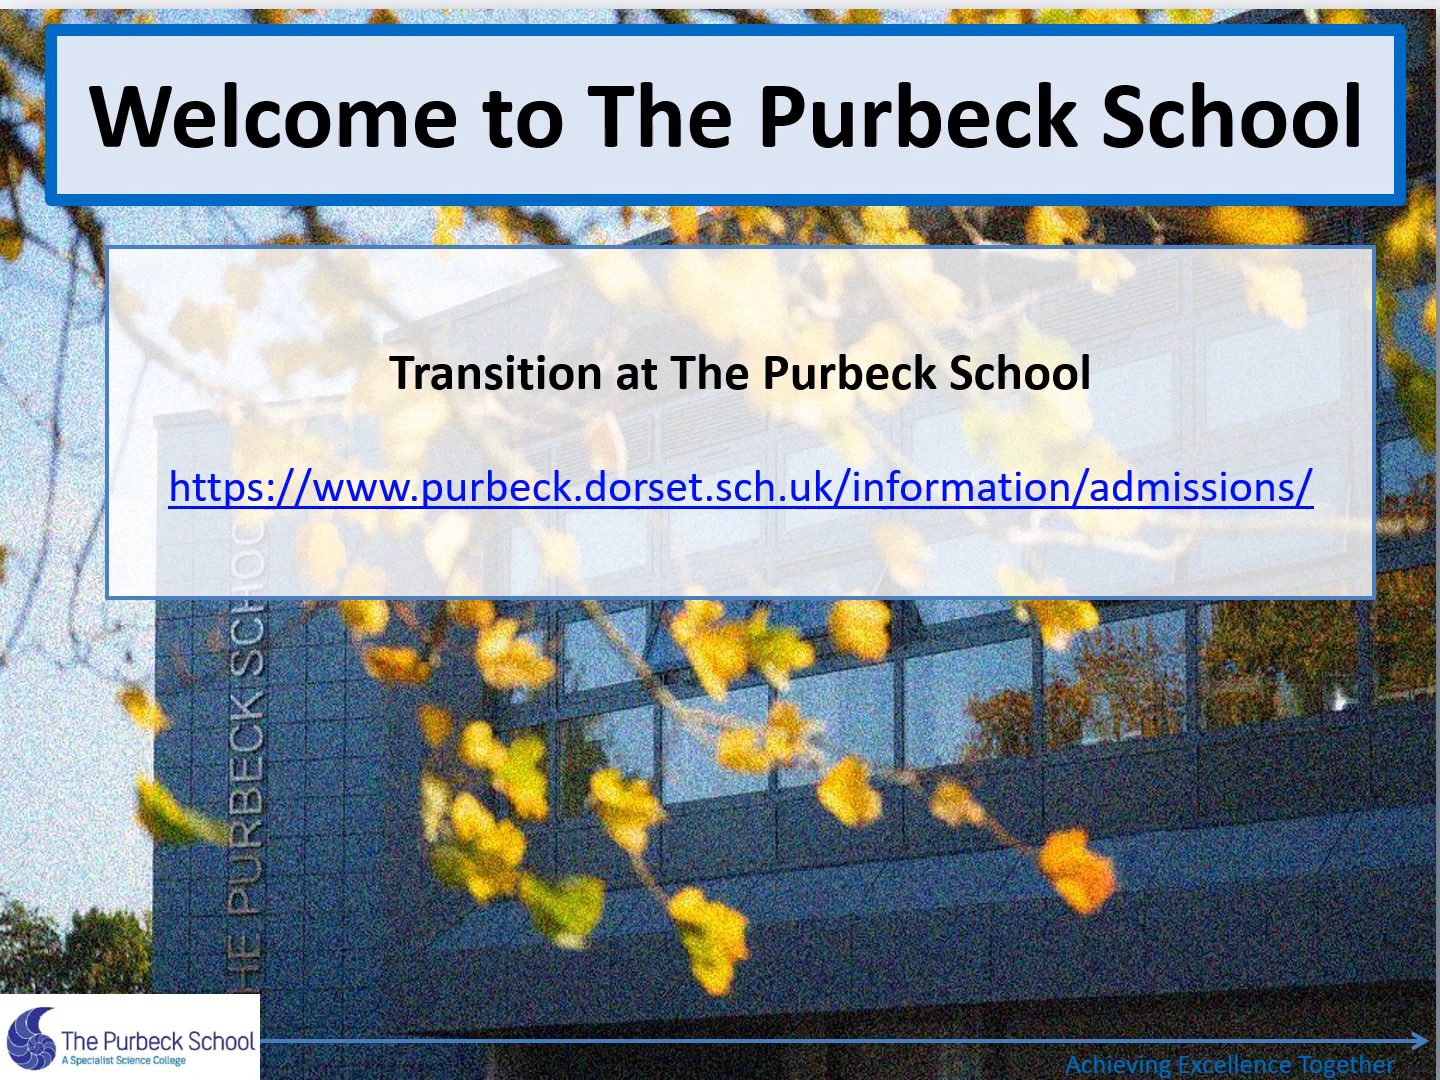 Welcome to The Purbeck School
Transition at The Purbeck School
https://www.purbeck.dorset.sch.uk/information/admissions/
THE PURBECK SCHOOL
The Purbeck School
A Specialist Science College
Achieving Excellence Together